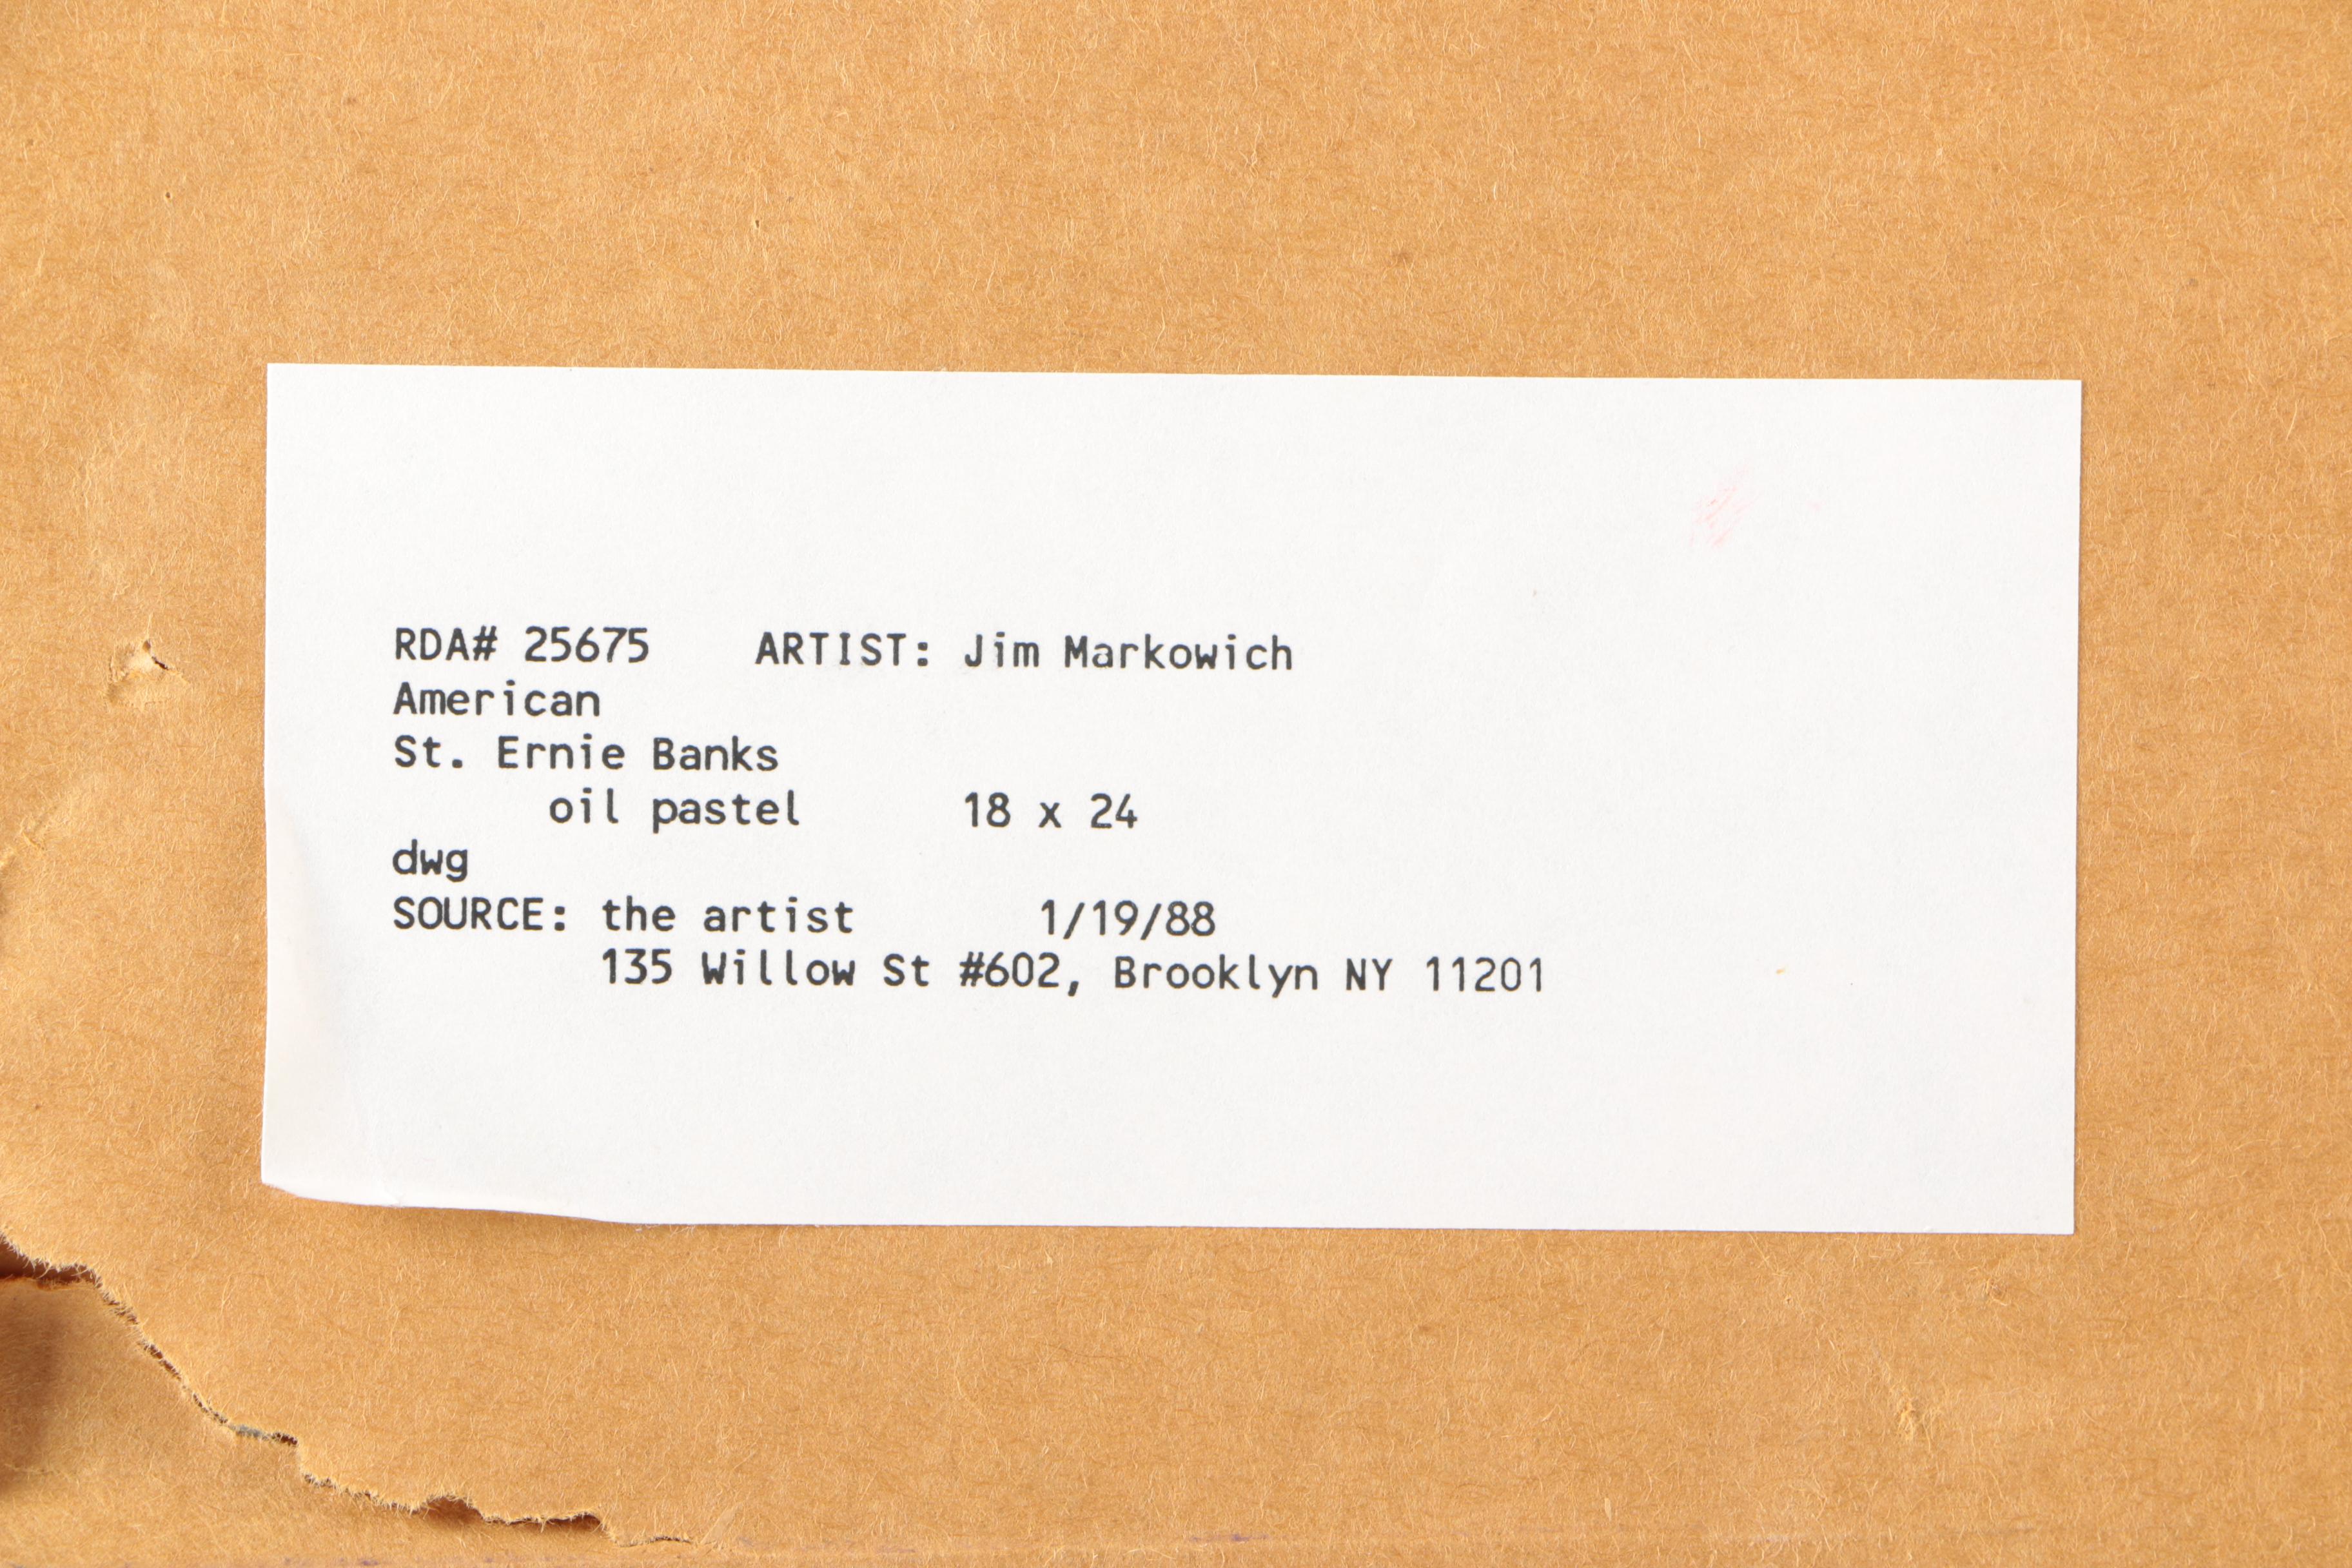 RDA# 25675 ARTIST: Jim Markowich
American
St. Ernie Banks
oil pastel 18 x 24
dwg
SOURCE: the artist 1/19/88
135 Willow St #602, Brooklyn NY 11201